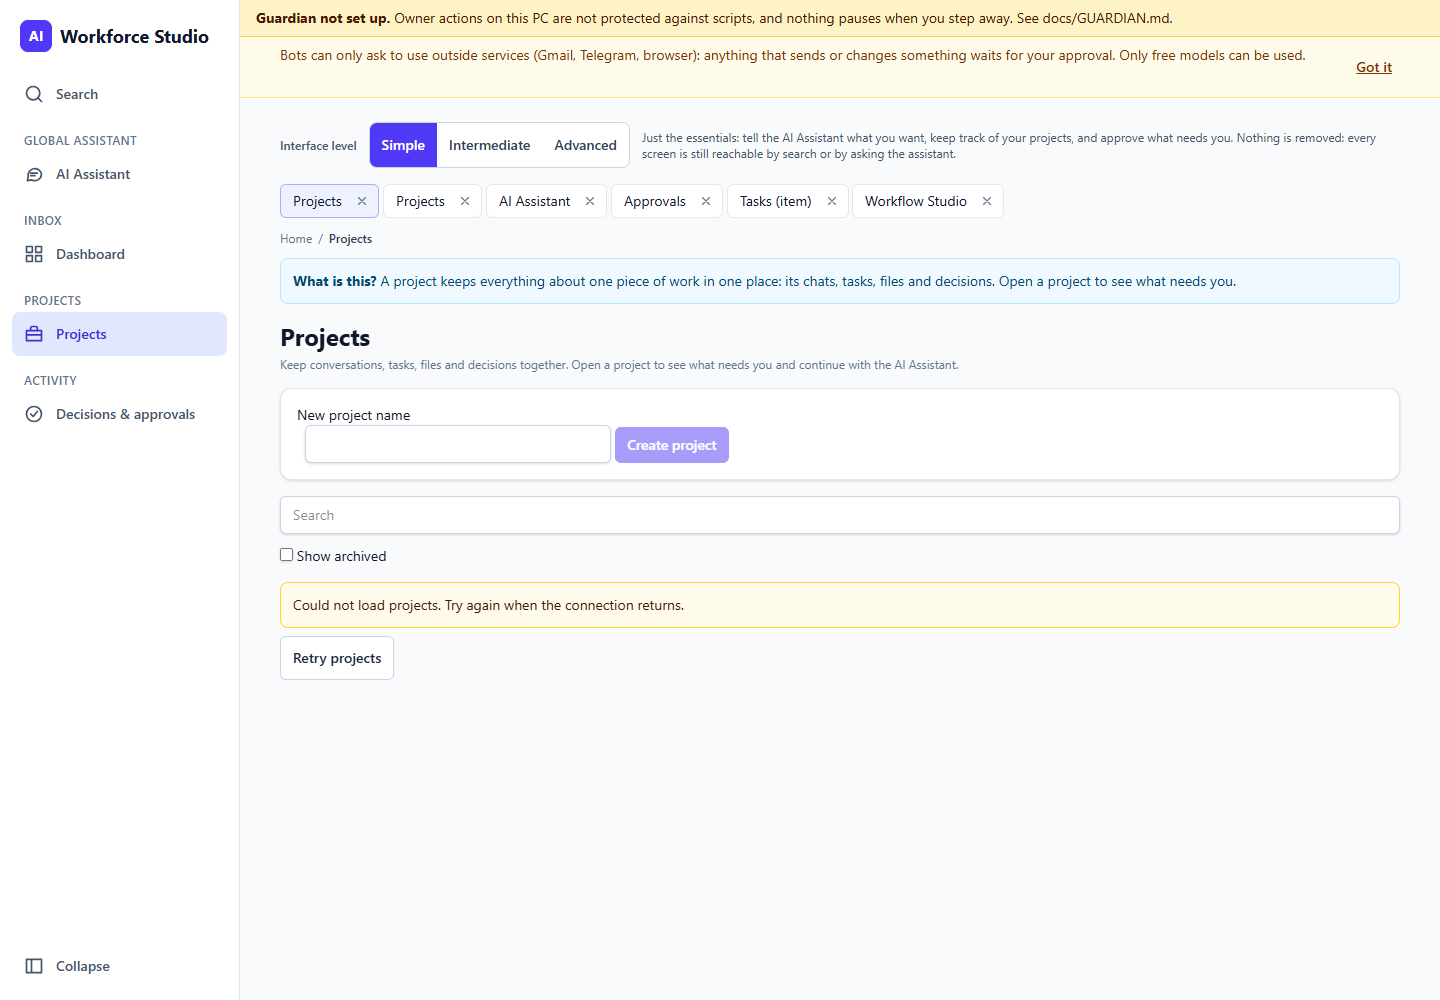 AI Workforce Studio
Search
GLOBAL ASSISTANT
AI Assistant
INBOX
Dashboard
PROJECTS
Projects
ACTIVITY
Decisions & approvals
Collapse
Guardian not set up. Owner actions on this PC are not protected against scripts, and nothing pauses when you step away. See docs/GUARDIAN.md.
Bots can only ask to use outside services (Gmail, Telegram, browser): anything that sends or changes something waits for your approval. Only free models can be used.
Got it
Interface level
Simple Intermediate Advanced
Just the essentials: tell the AI Assistant what you want, keep track of your projects, and approve what needs you. Nothing is removed: every
screen is still reachable by search or by asking the assistant.
Projects × Projects × AI Assistant × Approvals × Tasks (item) × Workflow Studio ×
Home / Projects
What is this? A project keeps everything about one piece of work in one place: its chats, tasks, files and decisions. Open a project to see what needs you.
Projects
Keep conversations, tasks, files and decisions together. Open a project to see what needs you and continue with the AI Assistant.
New project name
Create project
Search
Show archived
Could not load projects. Try again when the connection returns.
Retry projects